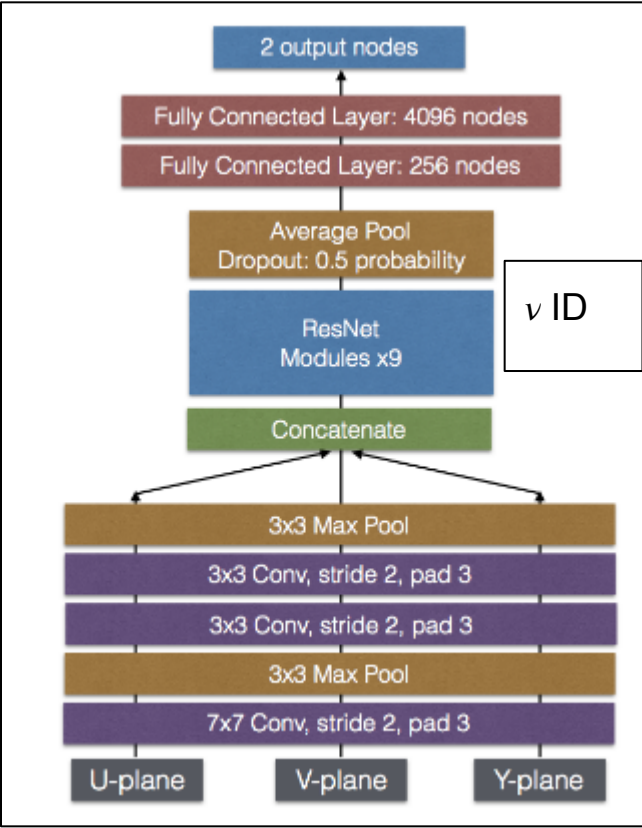 2 output nodes
Fully Connected Layer: 4096 nodes
Fully Connected Layer: 256 nodes
Average Pool
Dropout: 0.5 probability
ν ID
ResNet
Modules x9
Concatenate
3x3 Max Pool
3x3 Conv, stride 2, pad 3
3x3 Conv, stride 2, pad 3
3x3 Max Pool
7x7 Conv, stride 2, pad 3
U-plane
V-plane
Y-plane